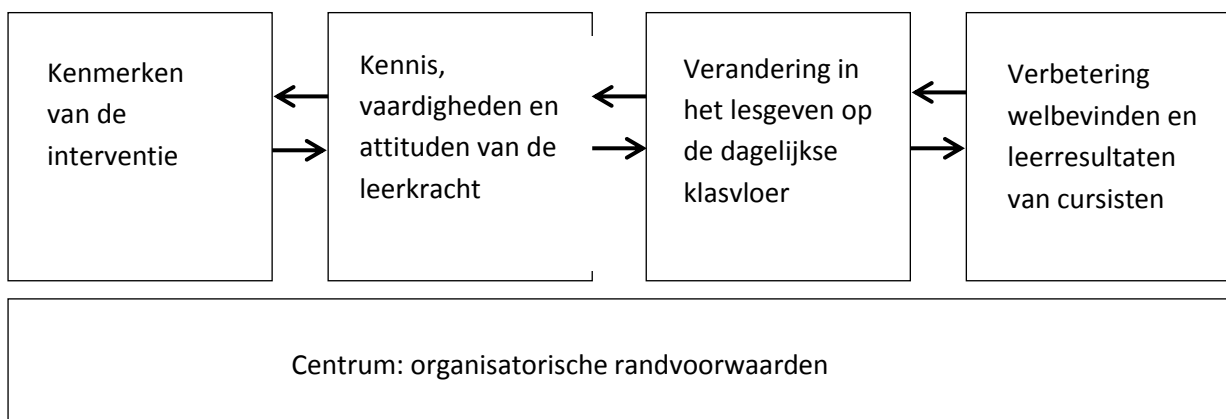 Kenmerken
van de
interventie
Kennis,
vaardigheden en
attituden van de
leerkracht
Verandering in
het lesgeven op
de dagelijkse
klasvloer
Verbetering
welbevinden en
leerresultaten
van cursisten
Centrum: organisatorische randvoorwaarden